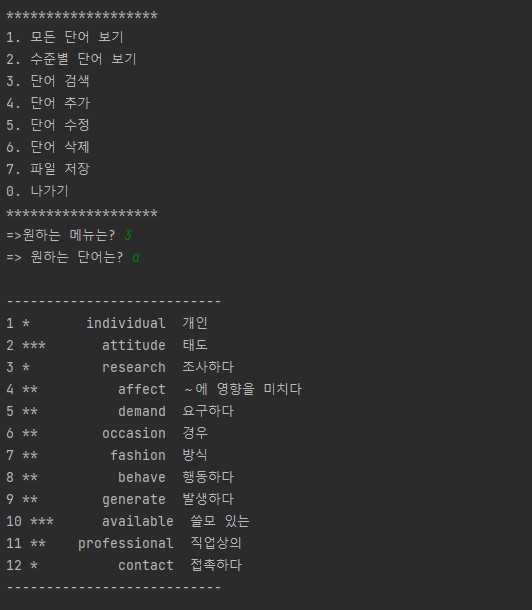 *******************
1. 모든 단어 보기
2. 수준별 단어 보기
3. 단어 검색
4. 단어 추가
5. 단어 수정
6. 단어 삭제
7. 파일 저장
0. 나가기
*******************
=>원하는 메뉴는? 3
=> 원하는 단어는? a
---------------------------
1 *       individual  개인
2 ***       attitude  태도
3 *         research  조사하다
4 **          affect  ~에 영향을 미치다
5 **          demand  요구하다
6 **        occasion  경우
7 **         fashion  방식
8 **          behave  행동하다
9 **        generate  발생하다
10 ***      available  쓸모 있는
11 **    professional  직업상의
12 *          contact  접촉하다
---------------------------